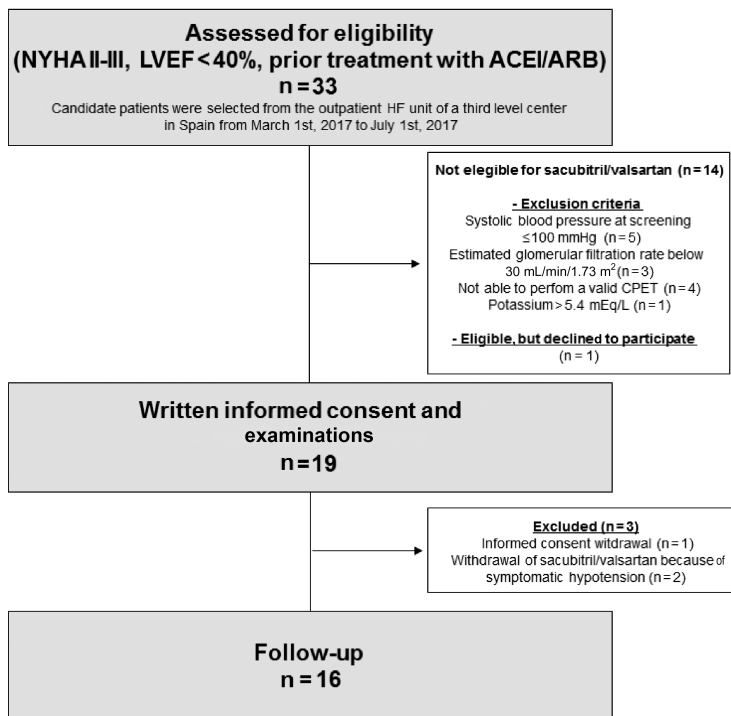 Assessed for eligibility
(NYHA II-III, LVEF<40%, prior treatment with ACEI/ARB)
n=33
Candidate patients were selected from the outpatient HF unit of a third level center
in Spain from March 1st, 2017 to July 1st, 2017
Not elegible for sacubitril/valsartan (n=14)
- Exclusion criteria
Systolic blood pressure at screening
≤100 mmHg (n=5)
Estimated glomerular filtration rate below
30 mL/min/1.73 m² (n=3)
Not able to perfom a valid CPET (n=4)
Potassium>5.4 mEq/L (n=1)
- Eligible, but declined to participate
(n=1)
Written informed consent and
examinations
n=19
Excluded (n=3)
Informed consent witdrawal (n=1)
Withdrawal of sacubitril/valsartan because of
symptomatic hypotension (n=2)
Follow-up
n=16